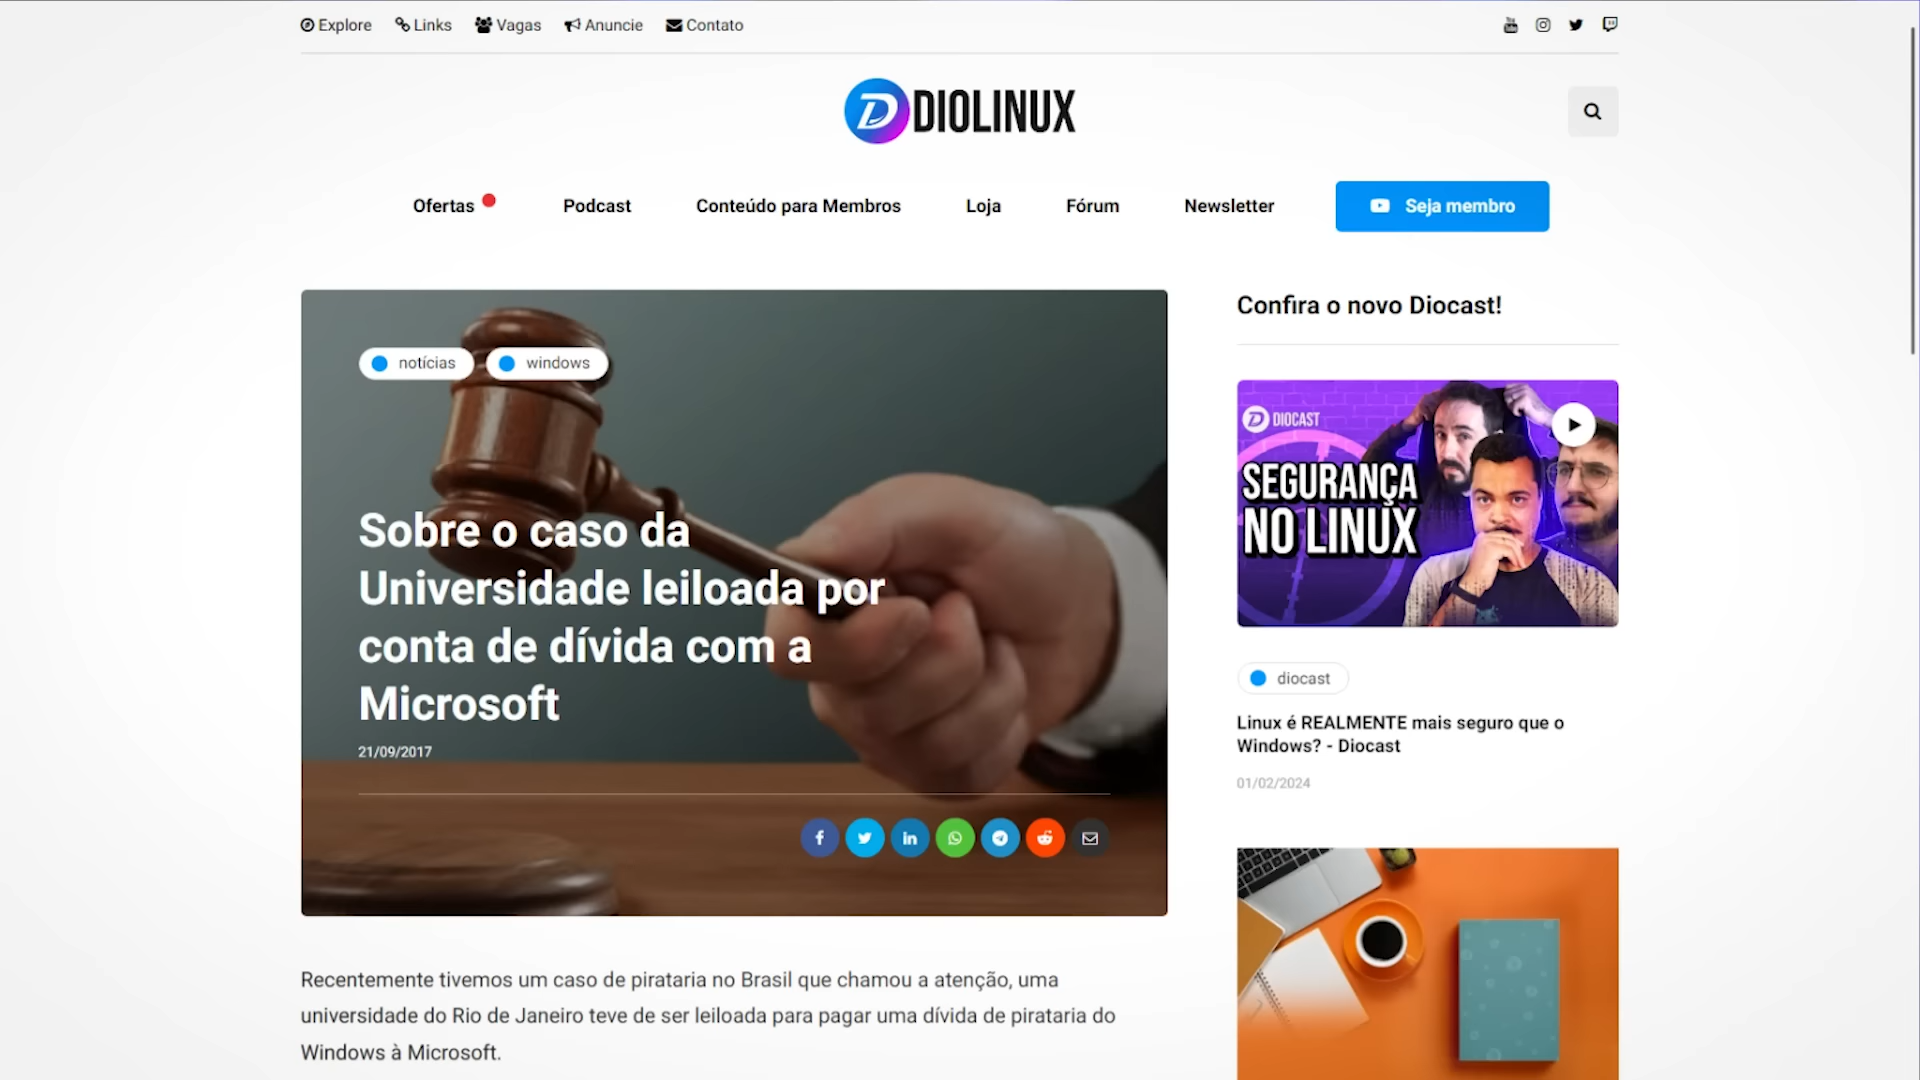 Explore Links Vagas Anuncie Contato
DIOLINUX
Ofertas Podcast Conteúdo para Membros Loja Fórum Newsletter Seja membro
notícias windows
Sobre o caso da
Universidade leiloada por
conta de dívida com a
Microsoft
21/09/2017
Recentemente tivemos um caso de pirataria no Brasil que chamou a atenção, uma
universidade do Rio de Janeiro teve de ser leiloada para pagar uma dívida de pirataria do
Windows à Microsoft.
Confira o novo Diocast!
DIOCAST
SEGURANÇA
NO LINUX
diocast
Linux é REALMENTE mais seguro que o
Windows? - Diocast
01/02/2024